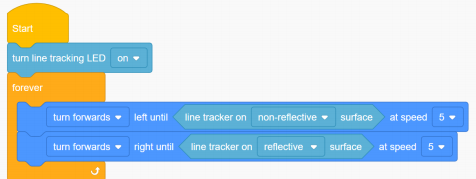 Start
turn line tracking LED on
forever
turn forwards left until line tracker on non-reflective surface at speed 5
turn forwards right until line tracker on reflective surface at speed 5